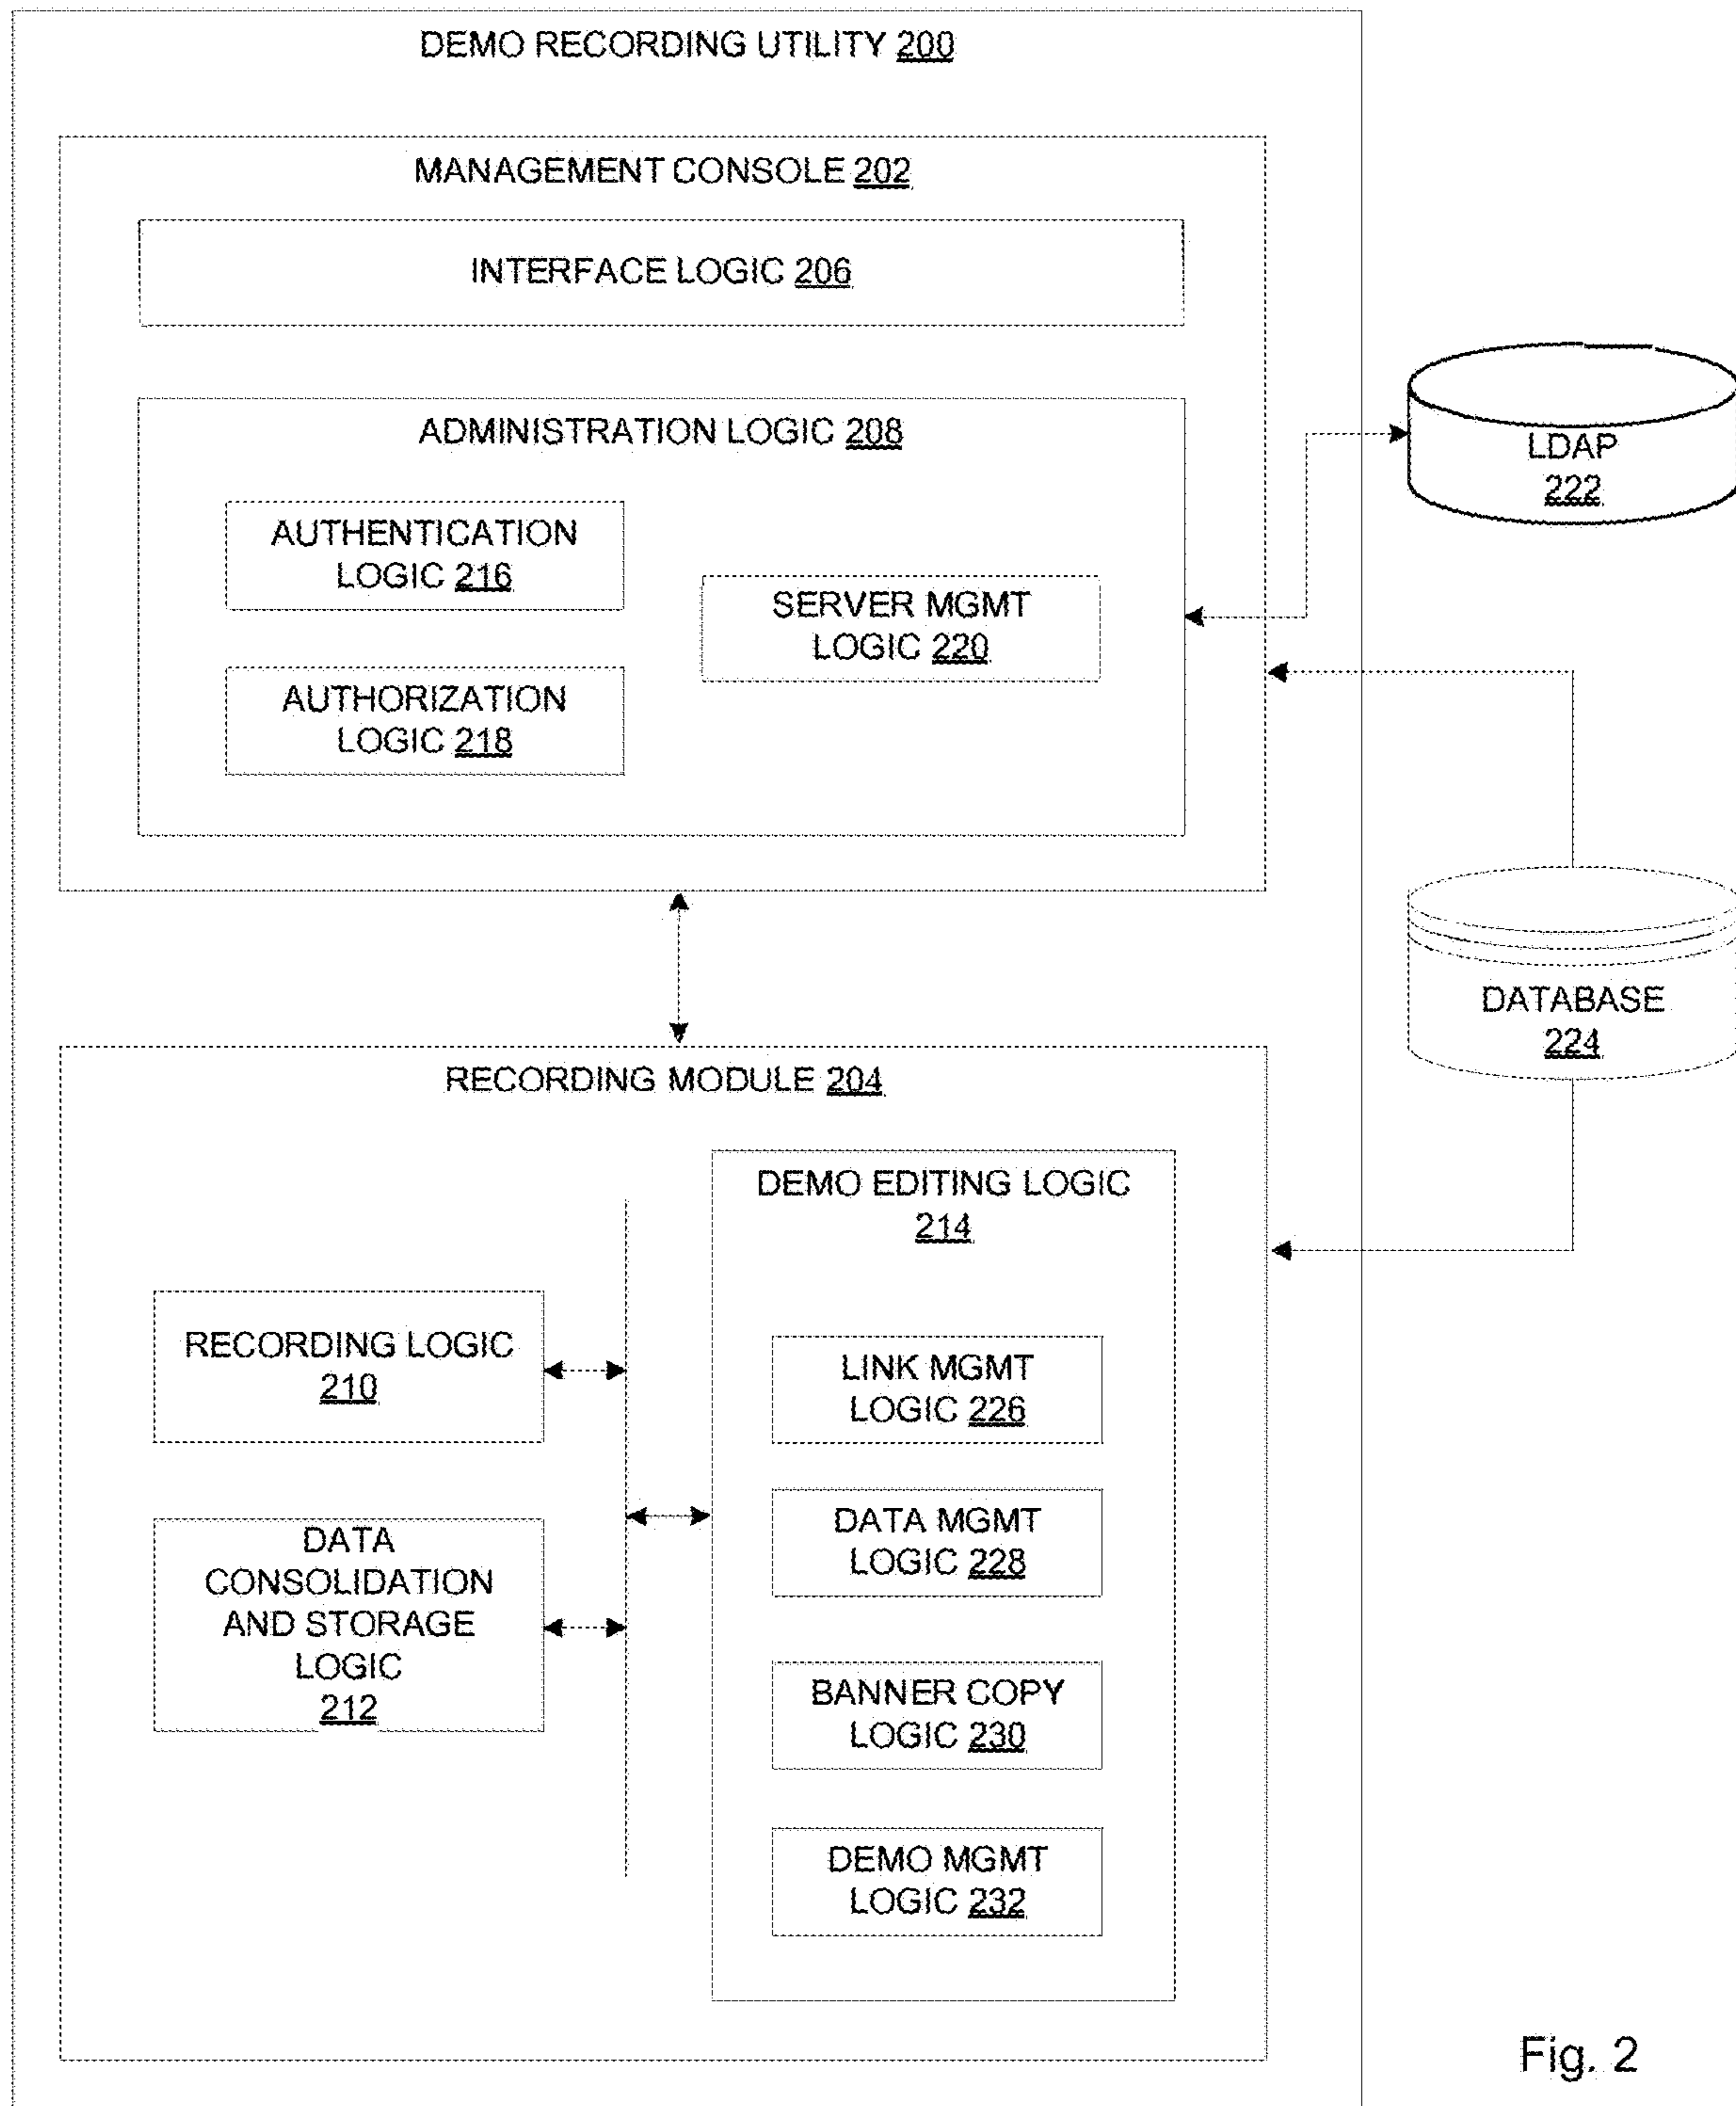 DEMO RECORDING UTILITY 200
MANAGEMENT CONSOLE 202
INTERFACE LOGIC 206
ADMINISTRATION LOGIC 208
AUTHENTICATION
LOGIC 216
SERVER MGMT
LOGIC 220
AUTHORIZATION
LOGIC 218
LDAP
222
DATABASE
224
RECORDING MODULE 204
DEMO EDITING LOGIC
214
RECORDING LOGIC
210
DATA
CONSOLIDATION
AND STORAGE
LOGIC
212
LINK MGMT
LOGIC 226
DATA MGMT
LOGIC 228
BANNER COPY
LOGIC 230
DEMO MGMT
LOGIC 232
Fig. 2